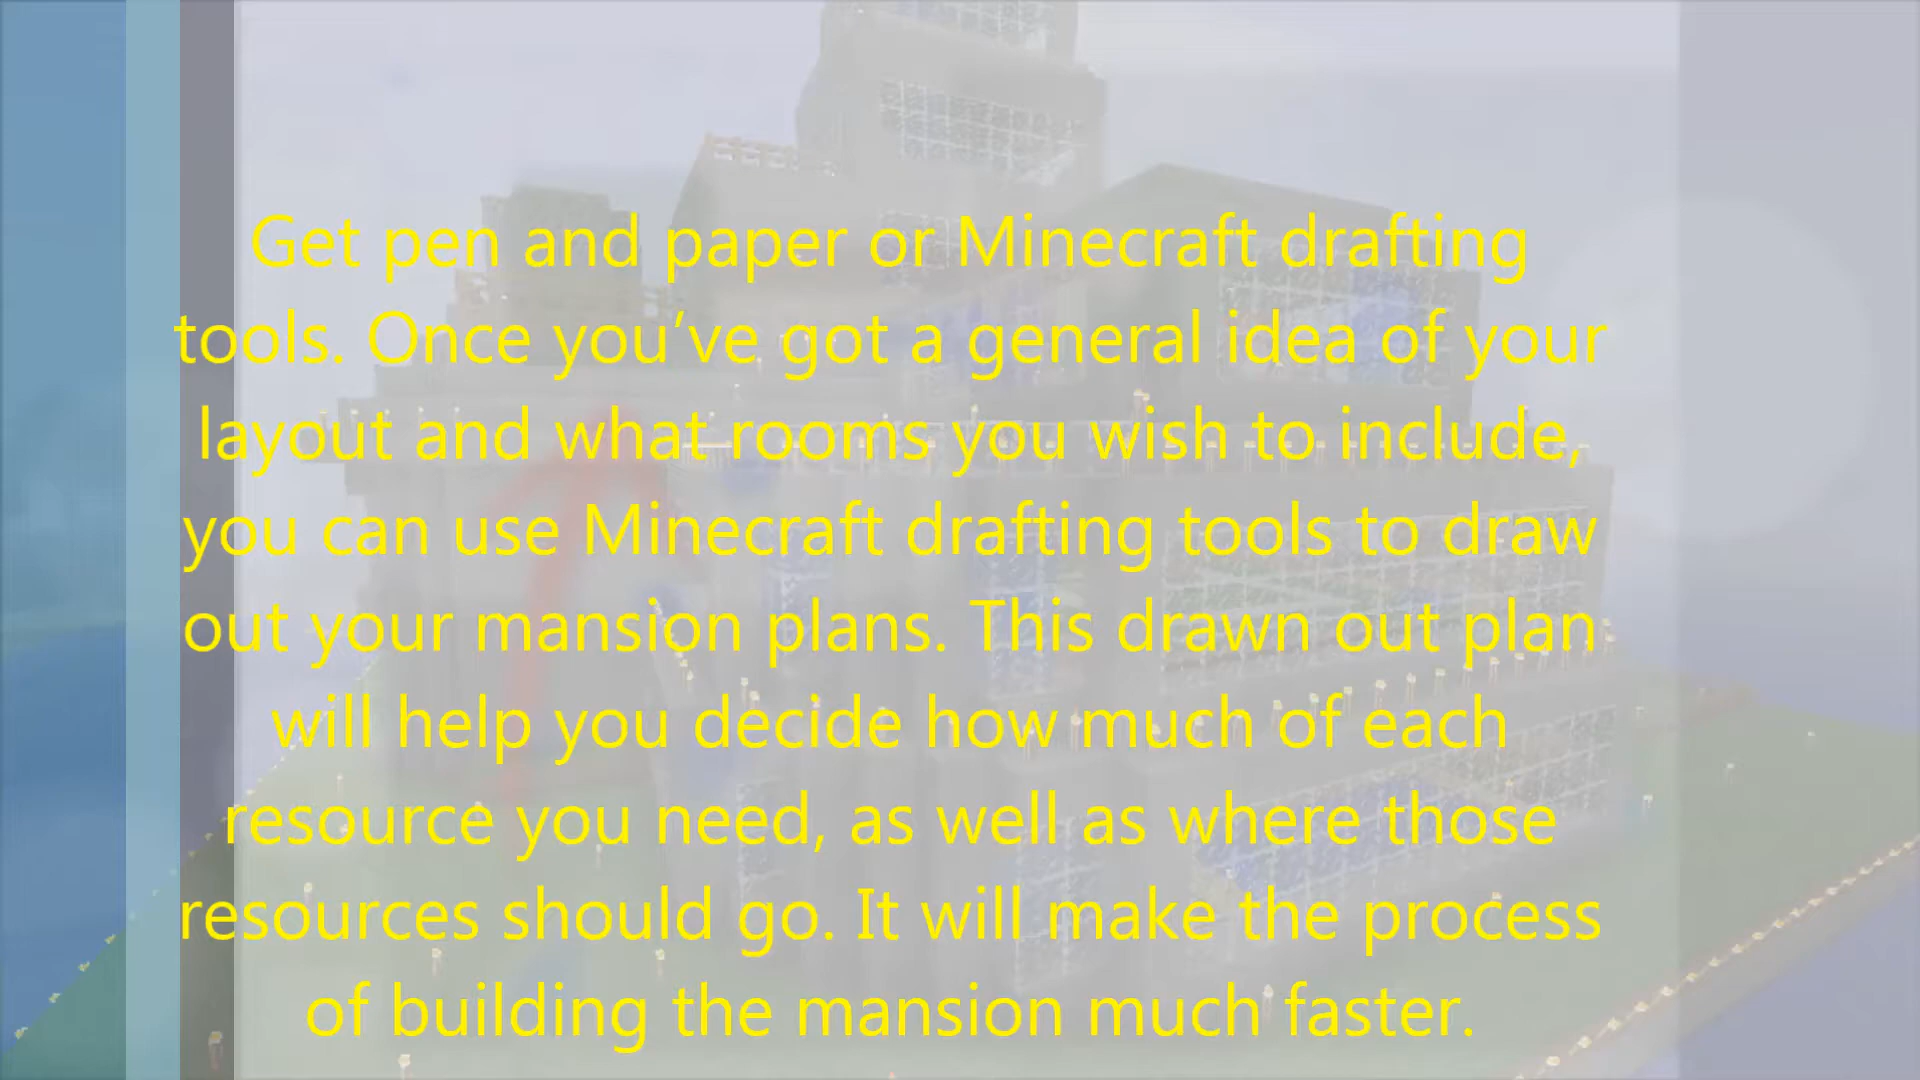 Get pen and paper or Minecraft drafting
tools. Once you’ve got a general idea of your
layout and what rooms you wish to include,
you can use Minecraft drafting tools to draw
out your mansion plans. This drawn out plan
will help you decide how much of each
resource you need, as well as where those
resources should go. It will make the process
of building the mansion much faster.